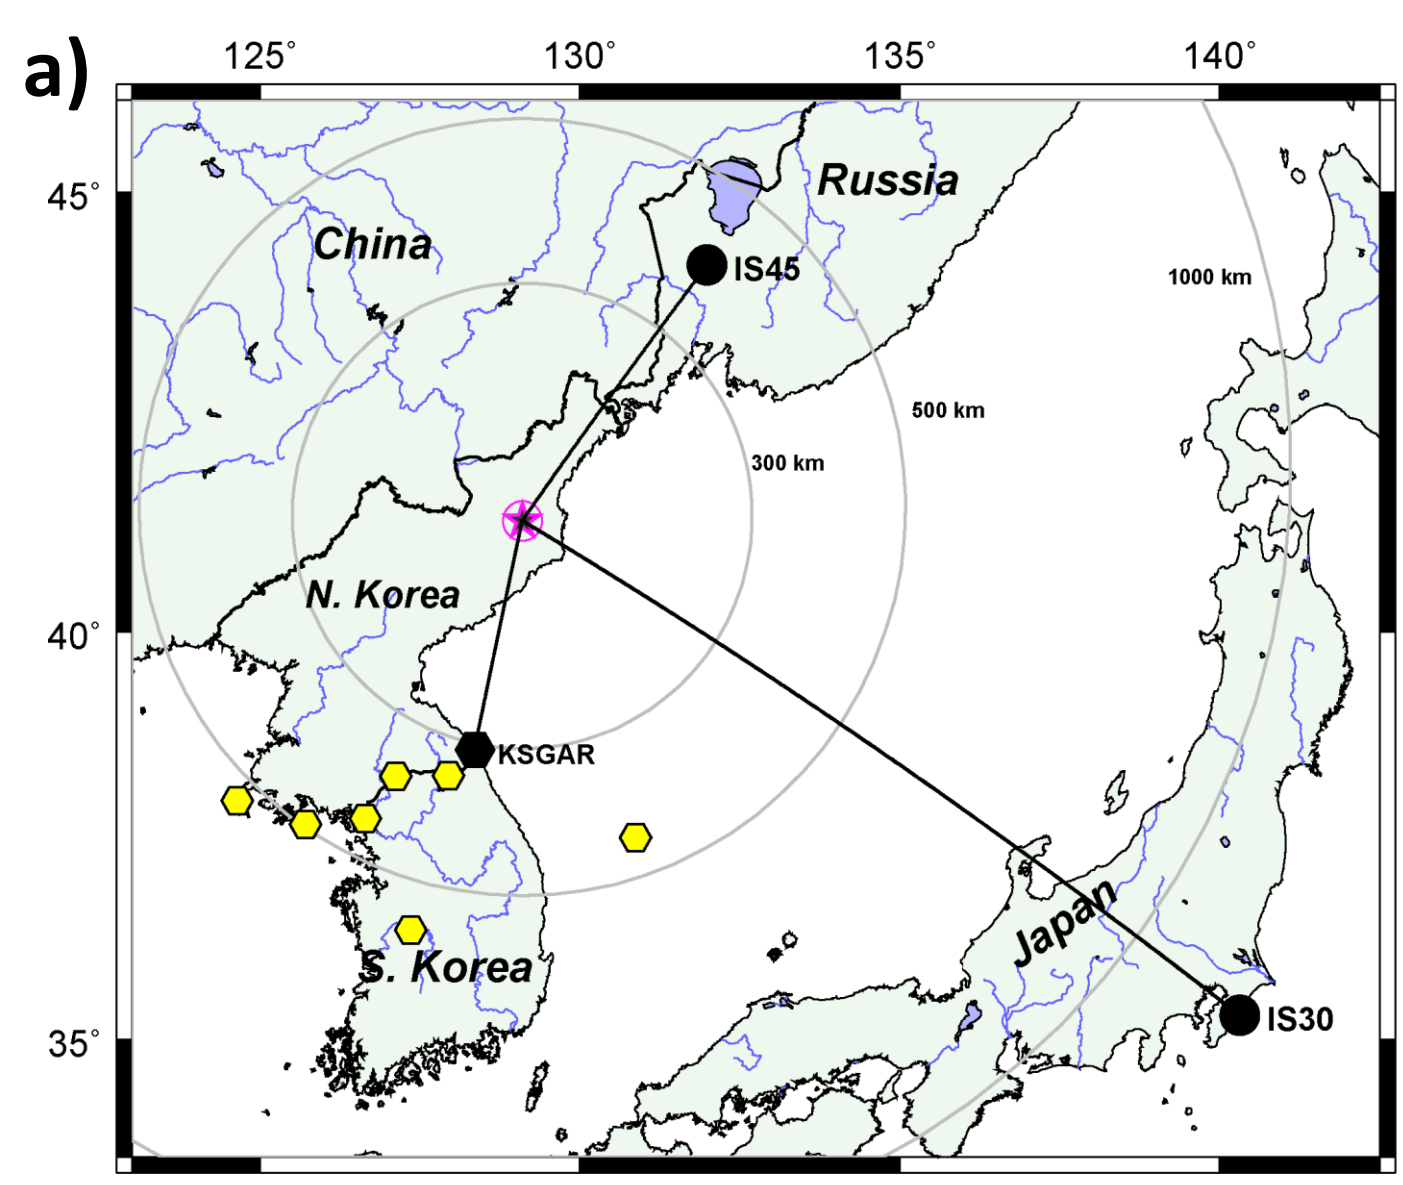 a)
125° 130° 135° 140°
45°
40°
35°
Russia
China
IS45
1000 km
500 km
300 km
N. Korea
KSGAR
Japan
S. Korea
IS30